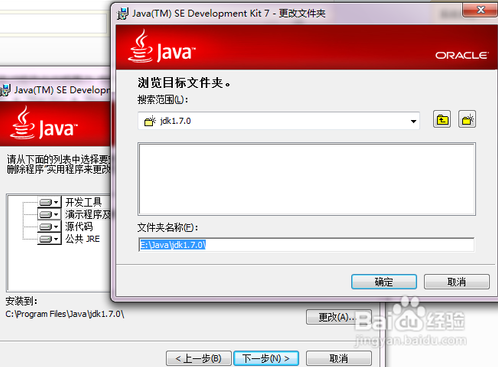 Java(TM) SE Development Kit 7 - 更改文件夹
Java™
ORACLE
浏览目标文件夹。
搜索范围(L):
jdk1.7.0
文件夹名称(F):
E:\Java\jdk1.7.0\
确定
取消
Java(TM) SE Develop
Java™
请从下面的列表中选择要
删除程序"实用程序来更改
开发工具
演示程序及
源代码
公共 JRE
安装到:
C:\Program Files\Java\jdk1.7.0\
更改(A)...
< 上一步(B)
下一步(N) >
取消
Baidu 经验
jingyan.baidu.com